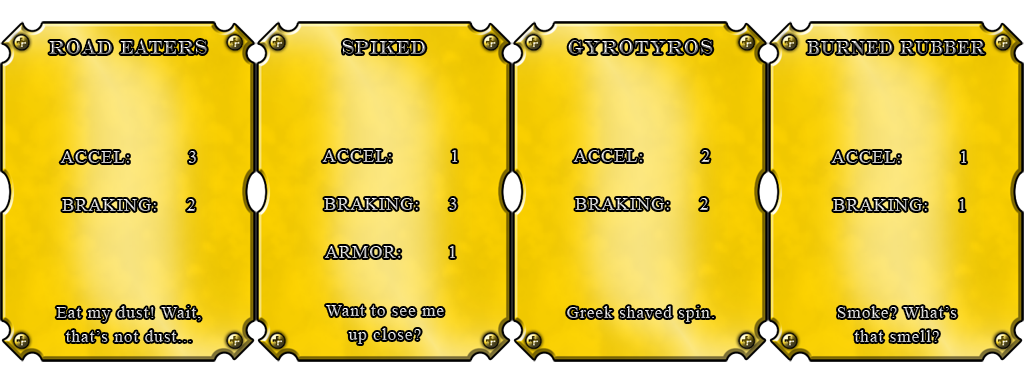 ROAD EATERS
ACCEL: 3
BRAKING: 2
Eat my dust! Wait,
that's not dust...
SPIKED
ACCEL: 1
BRAKING: 3
ARMOR: 1
Want to see me
up close?
GYROTYROS
ACCEL: 2
BRAKING: 2
Greek shaved spin.
BURNED RUBBER
ACCEL: 1
BRAKING: 1
Smoke? What's
that smell?